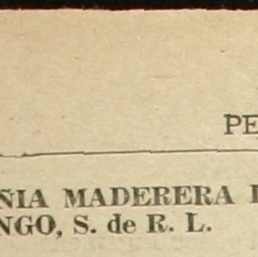 PE
ÑIA MADERERA
NGO, S. de R. L.